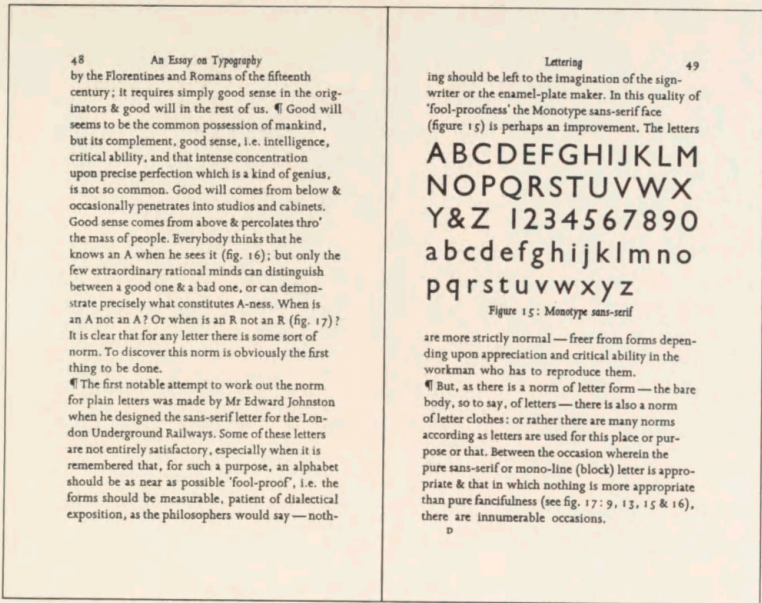 48 An Essay on Typography
by the Florentines and Romans of the fifteenth
century; it requires simply good sense in the orig-
inators & good will in the rest of us. ¶ Good will
seems to be the common possession of mankind,
but its complement, good sense, i.e. intelligence,
critical ability, and that intense concentration
upon precise perfection which is a kind of genius,
is not so common. Good will comes from below &
occasionally penetrates into studios and cabinets.
Good sense comes from above & percolates thro'
the mass of people. Everybody thinks that he
knows an A when he sees it (fig. 16); but only the
few extraordinary rational minds can distinguish
between a good one & a bad one, or can demon-
strate precisely what constitutes A-ness. When is
an A not an A? Or when is an R not an R (fig. 17)?
It is clear that for any letter there is some sort of
norm. To discover this norm is obviously the first
thing to be done.
¶ The first notable attempt to work out the norm
for plain letters was made by Mr Edward Johnston
when he designed the sans-serif letter for the Lon-
don Underground Railways. Some of these letters
are not entirely satisfactory, especially when it is
remembered that, for such a purpose, an alphabet
should be as near as possible 'fool-proof', i.e. the
forms should be measurable, patient of dialectical
exposition, as the philosophers would say — noth-
Lettering 49
ing should be left to the imagination of the sign-
writer or the enamel-plate maker. In this quality of
'fool-proofness' the Monotype sans-serif face
(figure 15) is perhaps an improvement. The letters
ABCDEFGHIJKLM
NOPQRSTUVWX
Y&Z 1234567890
abcdefghijklmno
pqrstuvwxyz
Figure 15: Monotype sans-serif
are more strictly normal — freer from forms depen-
ding upon appreciation and critical ability in the
workman who has to reproduce them.
¶ But, as there is a norm of letter form — the bare
body, so to say, of letters — there is also a norm
of letter clothes: or rather there are many norms
according as letters are used for this place or pur-
pose or that. Between the occasion wherein the
pure sans-serif or mono-line (block) letter is appro-
priate & that in which nothing is more appropriate
than pure fancifulness (see fig. 17: 9, 13, 15 & 16),
there are innumerable occasions.
D